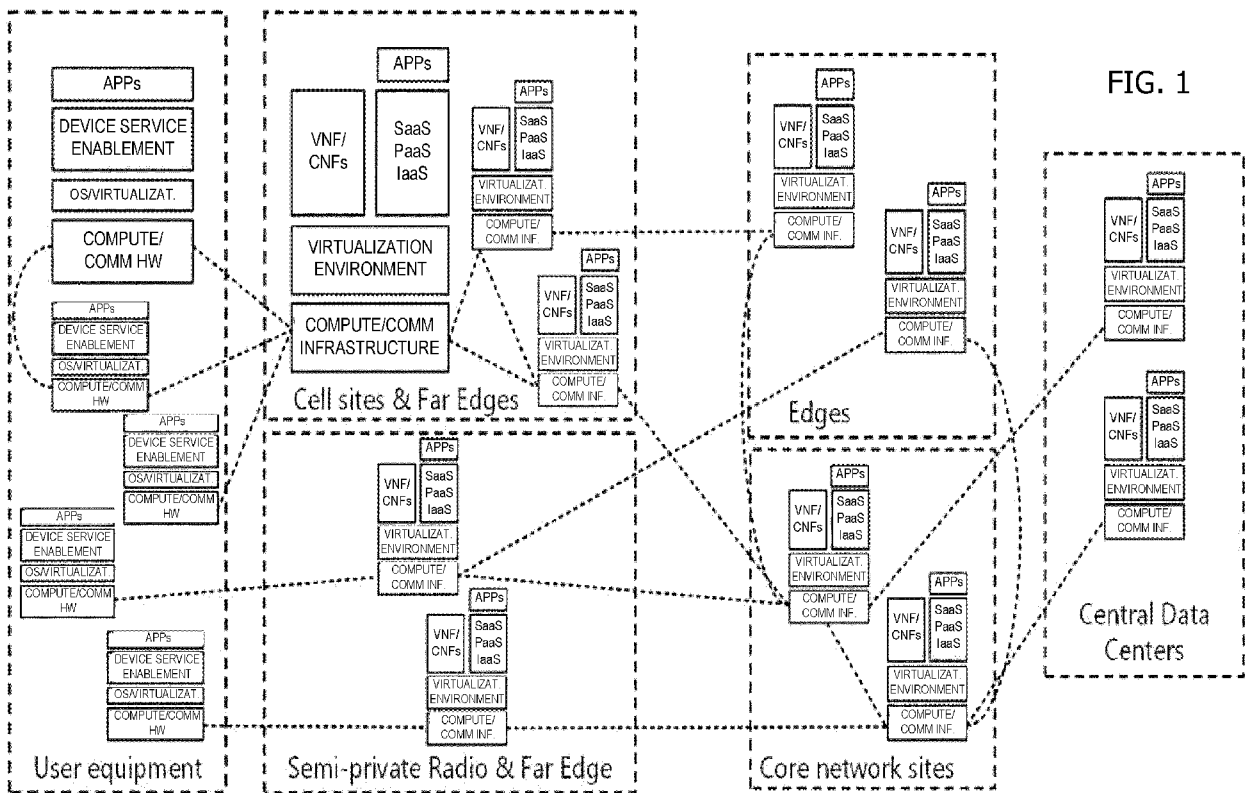 FIG. 1
APPs
DEVICE SERVICE
ENABLEMENT
OS/VIRTUALIZAT.
COMPUTE/
COMM HW
APPs
DEVICE SERVICE
ENABLEMENT
OS/VIRTUALIZAT.
COMPUTE/COMM
HW
APPs
DEVICE SERVICE
ENABLEMENT
OS/VIRTUALIZAT.
COMPUTE/COMM
HW
APPs
DEVICE SERVICE
ENABLEMENT
OS/VIRTUALIZAT.
COMPUTE/COMM
HW
APPs
DEVICE SERVICE
ENABLEMENT
OS/VIRTUALIZAT.
COMPUTE/COMM
HW
User equipment
APPs
VNF/
CNFs
SaaS
PaaS
IaaS
VIRTUALIZATION
ENVIRONMENT
COMPUTE/COMM
INFRASTRUCTURE
APPs
VNF/
CNFs
SaaS
PaaS
IaaS
VIRTUALIZAT.
ENVIRONMENT
COMPUTE/
COMM INF.
APPs
VNF/
CNFs
SaaS
PaaS
IaaS
VIRTUALIZAT.
ENVIRONMENT
COMPUTE/
COMM INF.
Cell sites & Far Edges
APPs
VNF/
CNFs
SaaS
PaaS
IaaS
VIRTUALIZAT.
ENVIRONMENT
COMPUTE/
COMM INF.
APPs
VNF/
CNFs
SaaS
PaaS
IaaS
VIRTUALIZAT.
ENVIRONMENT
COMPUTE/
COMM INF.
Semi-private Radio & Far Edge
APPs
VNF/
CNFs
SaaS
PaaS
IaaS
VIRTUALIZAT.
ENVIRONMENT
COMPUTE/
COMM INF.
APPs
VNF/
CNFs
SaaS
PaaS
IaaS
VIRTUALIZAT.
ENVIRONMENT
COMPUTE/
COMM INF.
Edges
APPs
VNF/
CNFs
SaaS
PaaS
IaaS
VIRTUALIZAT.
ENVIRONMENT
COMPUTE/
COMM INF.
APPs
VNF/
CNFs
SaaS
PaaS
IaaS
VIRTUALIZAT.
ENVIRONMENT
COMPUTE/
COMM INF.
Core network sites
APPs
VNF/
CNFs
SaaS
PaaS
IaaS
VIRTUALIZAT.
ENVIRONMENT
COMPUTE/
COMM INF.
APPs
VNF/
CNFs
SaaS
PaaS
IaaS
VIRTUALIZAT.
ENVIRONMENT
COMPUTE/
COMM INF.
Central Data
Centers